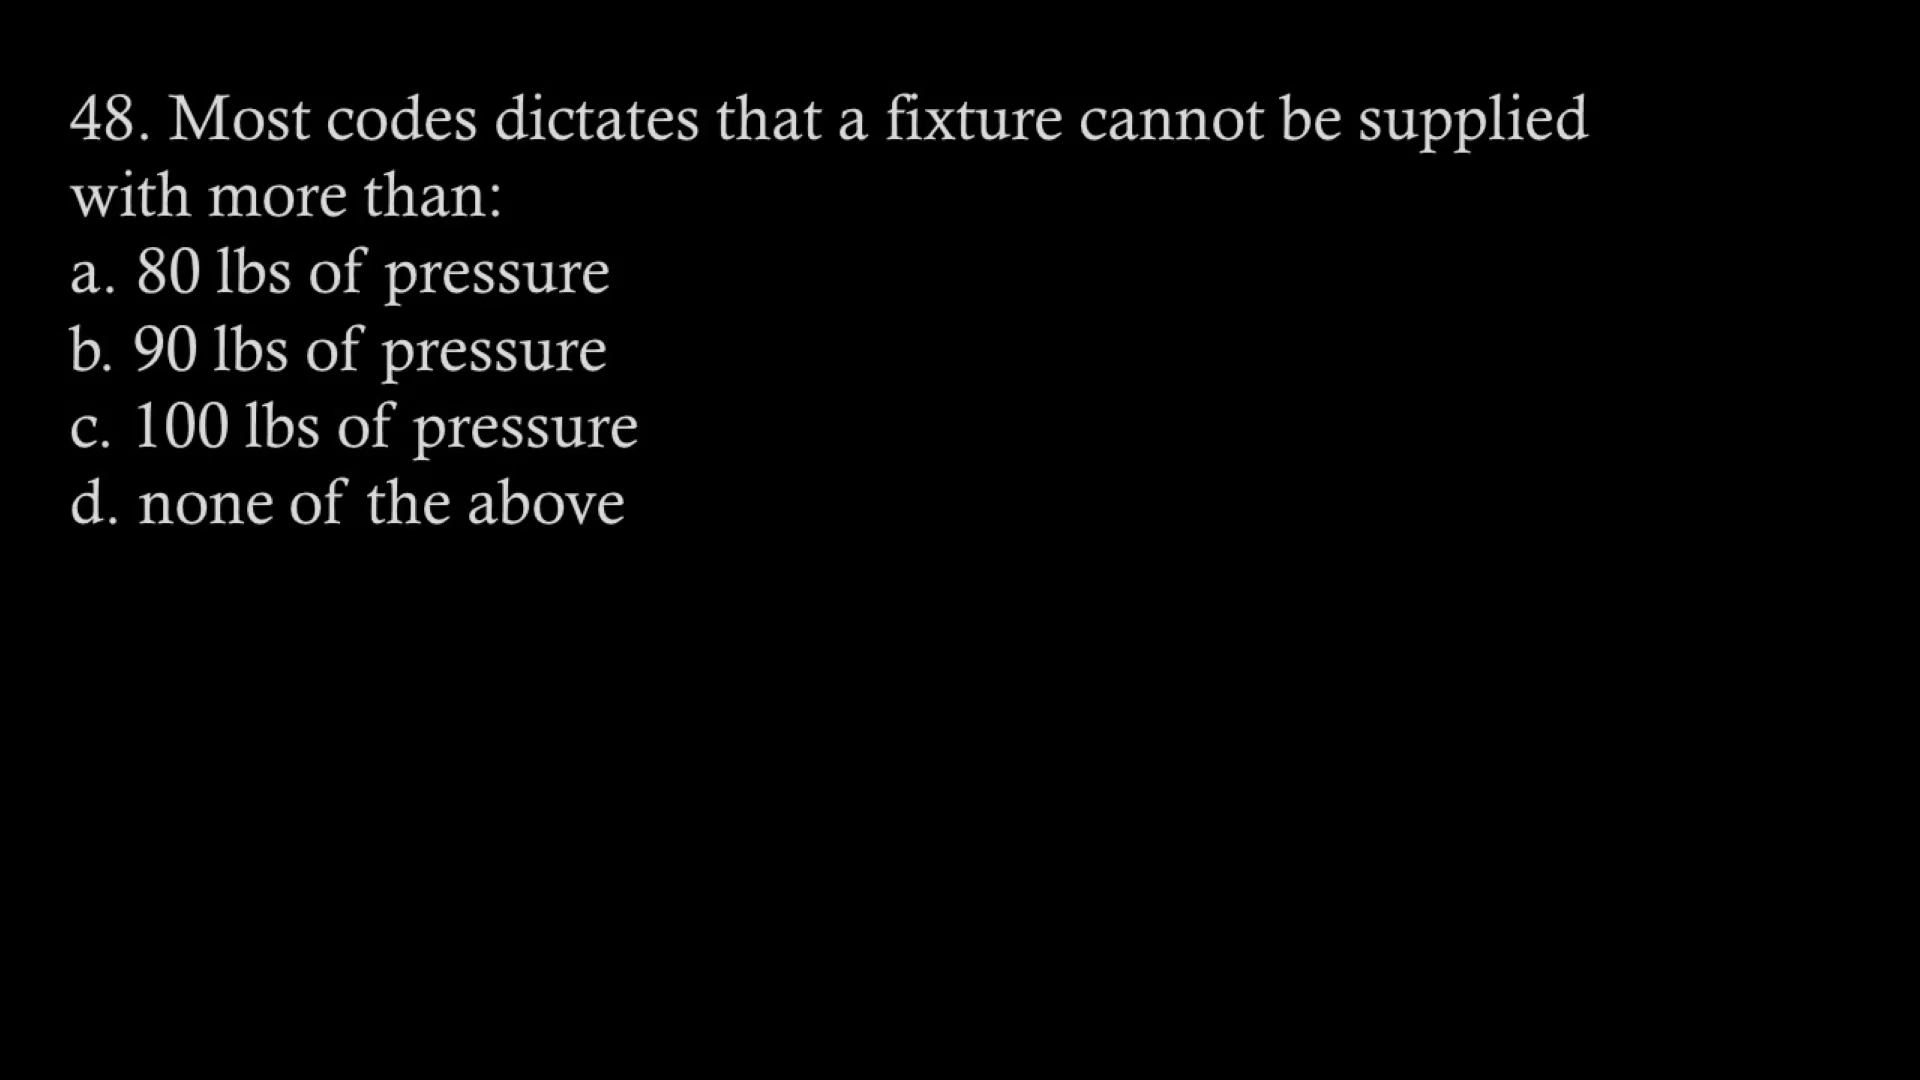 48. Most codes dictates that a fixture cannot be supplied
with more than:
a. 80 lbs of pressure
b. 90 lbs of pressure
c. 100 lbs of pressure
d. none of the above